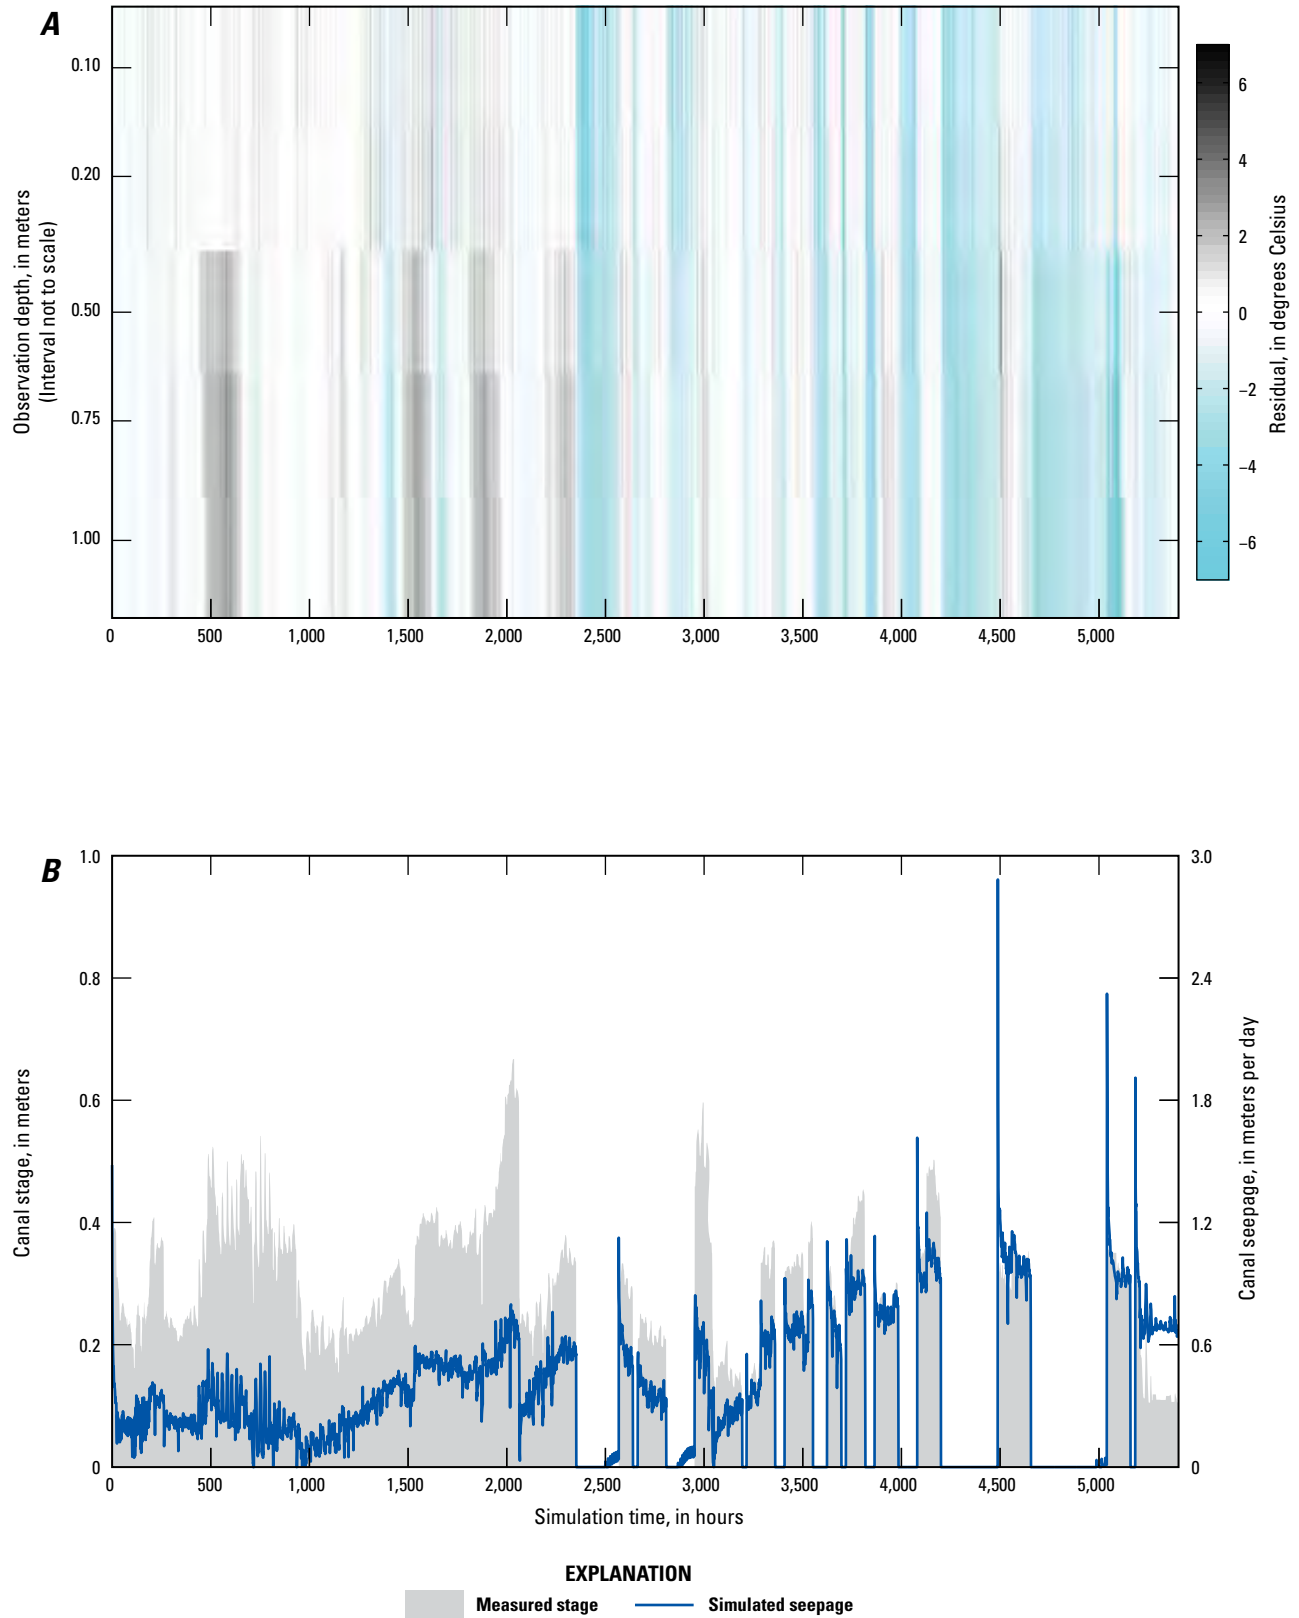 A
0.10
0.20
0.50
0.75
1.00
Observation depth, in meters
(Interval not to scale)
0 500 1,000 1,500 2,000 2,500 3,000 3,500 4,000 4,500 5,000
6
4
2
0
–2
–4
–6
Residual, in degrees Celsius
B
1.0
0.8
0.6
0.4
0.2
0
Canal stage, in meters
3.0
2.4
1.8
1.2
0.6
0
Canal seepage, in meters per day
0 500 1,000 1,500 2,000 2,500 3,000 3,500 4,000 4,500 5,000
Simulation time, in hours
EXPLANATION
Measured stage Simulated seepage